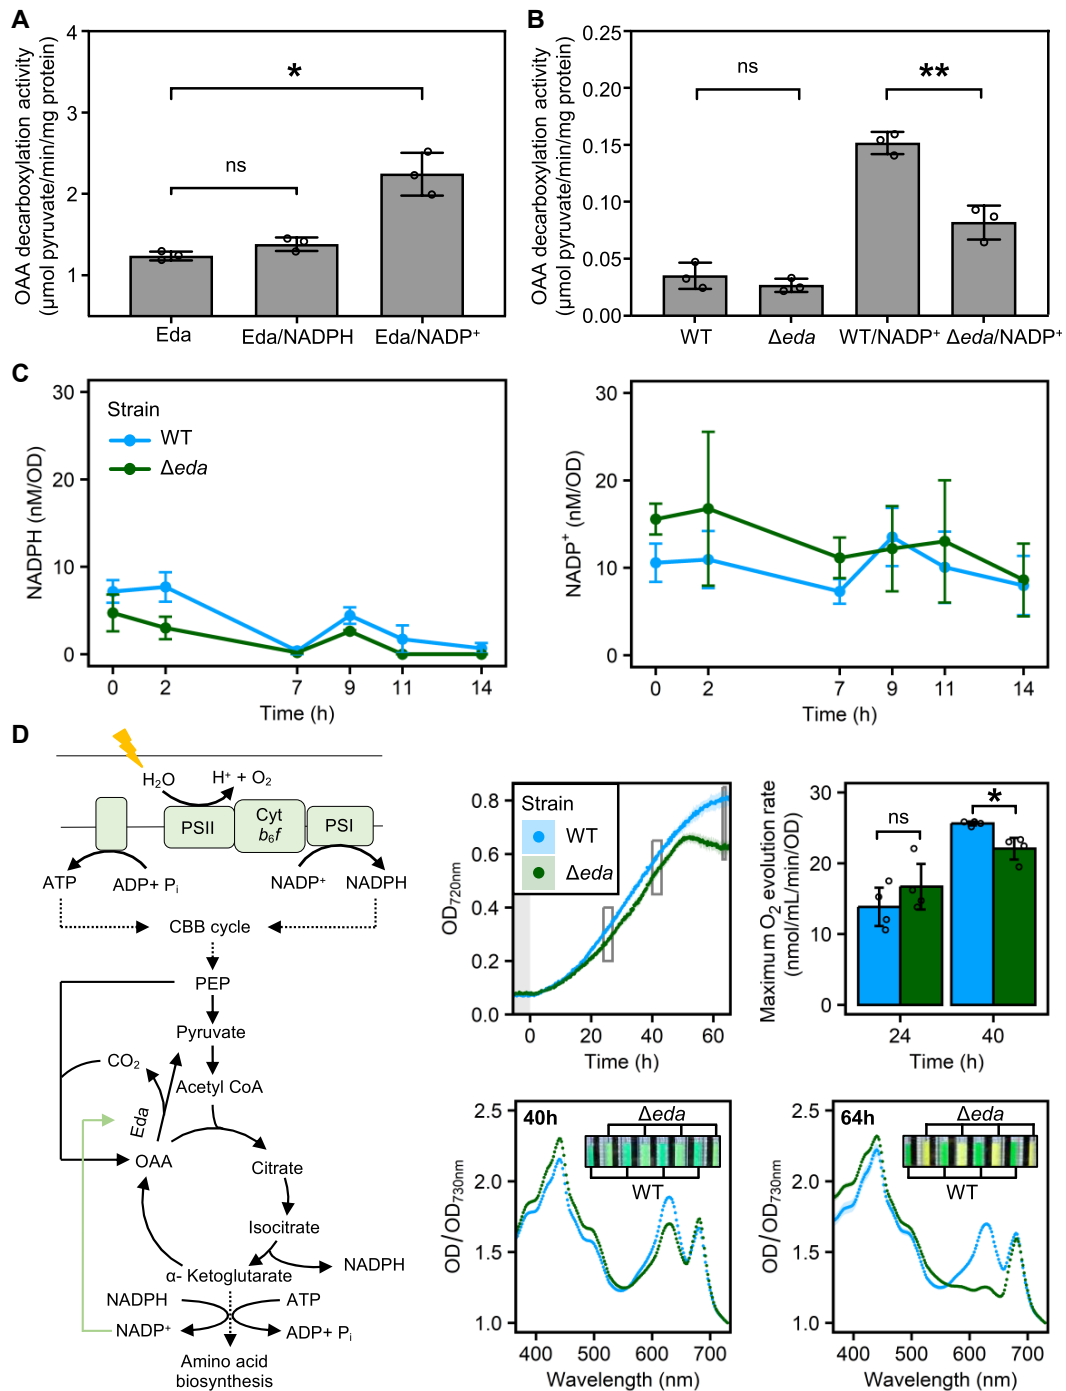 A
OAA decarboxylation activity
(µmol pyruvate/min/mg protein)
4
3
2
1
*
ns
Eda
Eda/NADPH
Eda/NADP⁺
B
OAA decarboxylation activity
(µmol pyruvate/min/mg protein)
0.25
0.20
0.15
0.10
0.05
0.00
ns
**
WT
Δeda
WT/NADP⁺
Δeda/NADP⁺
C
NADPH (nM/OD)
30
20
10
0
Strain
WT
Δeda
0 2 7 9 11 14
Time (h)
NADP⁺ (nM/OD)
30
20
10
0
0 2 7 9 11 14
Time (h)
D
H₂O
H⁺ + O₂
PSII
Cyt
b₆f
PSI
ATP
ADP+ Pᵢ
NADP⁺
NADPH
CBB cycle
PEP
Pyruvate
CO₂
Acetyl CoA
Eda
OAA
Citrate
Isocitrate
NADPH
α- Ketoglutarate
NADPH
ATP
NADP⁺
ADP+ Pᵢ
Amino acid
biosynthesis
OD₇₂₀ₙₘ
0.8
0.6
0.4
0.2
0.0
Strain
WT
Δeda
0 20 40 60
Time (h)
Maximum O₂ evolution rate
(nmol/mL/min/OD)
30
20
10
0
ns
*
24 40
Time (h)
OD/OD₇₃₀ₙₘ
2.5
2.0
1.5
1.0
40h
Δeda
WT
400 500 600 700
Wavelength (nm)
OD/OD₇₃₀ₙₘ
2.5
2.0
1.5
1.0
64h
Δeda
WT
400 500 600 700
Wavelength (nm)